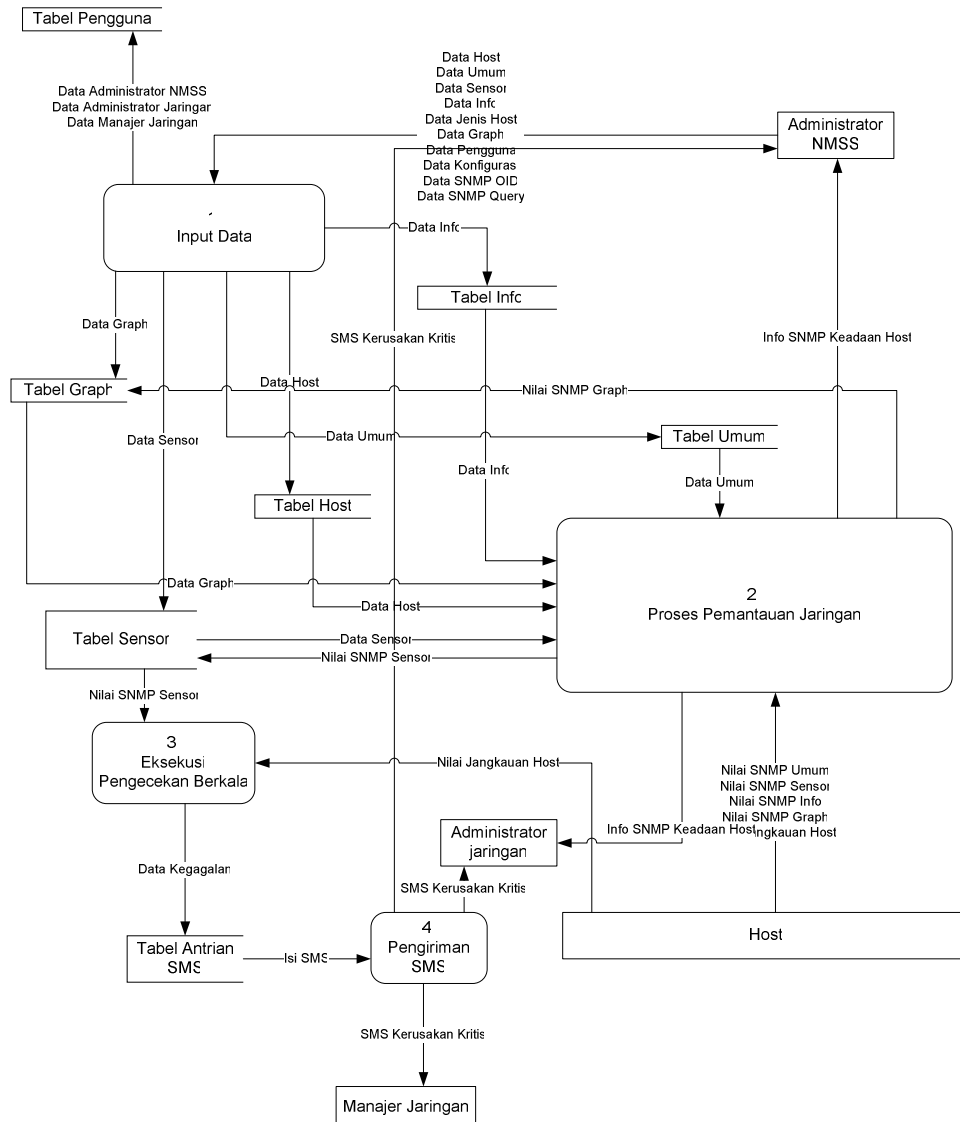 Tabel Pengguna
Data Administrator NMSS
Data Administrator Jaringan
Data Manajer Jaringan
Data Host
Data Umum
Data Sensor
Data Info
Data Jenis Host
Data Graph
Data Pengguna
Data Konfigurasi
Data SNMP OID
Data SNMP Query
Administrator
NMSS
Input Data
Data Info
Tabel Info
Data Graph
SMS Kerusakan Kritis
Info SNMP Keadaan Host
Tabel Graph
Data Host
Nilai SNMP Graph
Data Sensor
Data Umum
Tabel Umum
Data Info
Data Umum
Tabel Host
Data Graph
2
Proses Pemantauan Jaringan
Data Host
Tabel Sensor
Data Sensor
Nilai SNMP Sensor
Nilai SNMP Sensor
3
Eksekusi
Pengecekan Berkala
Nilai Jangkauan Host
Nilai SNMP Umum
Nilai SNMP Sensor
Nilai SNMP Info
Nilai SNMP Graph
ngkauan Host
Info SNMP Keadaan Host
Administrator
jaringan
Data Kegagalan
SMS Kerusakan Kritis
Tabel Antrian
SMS
Isi SMS
4
Pengiriman
SMS
Host
SMS Kerusakan Kritis
Manajer Jaringan